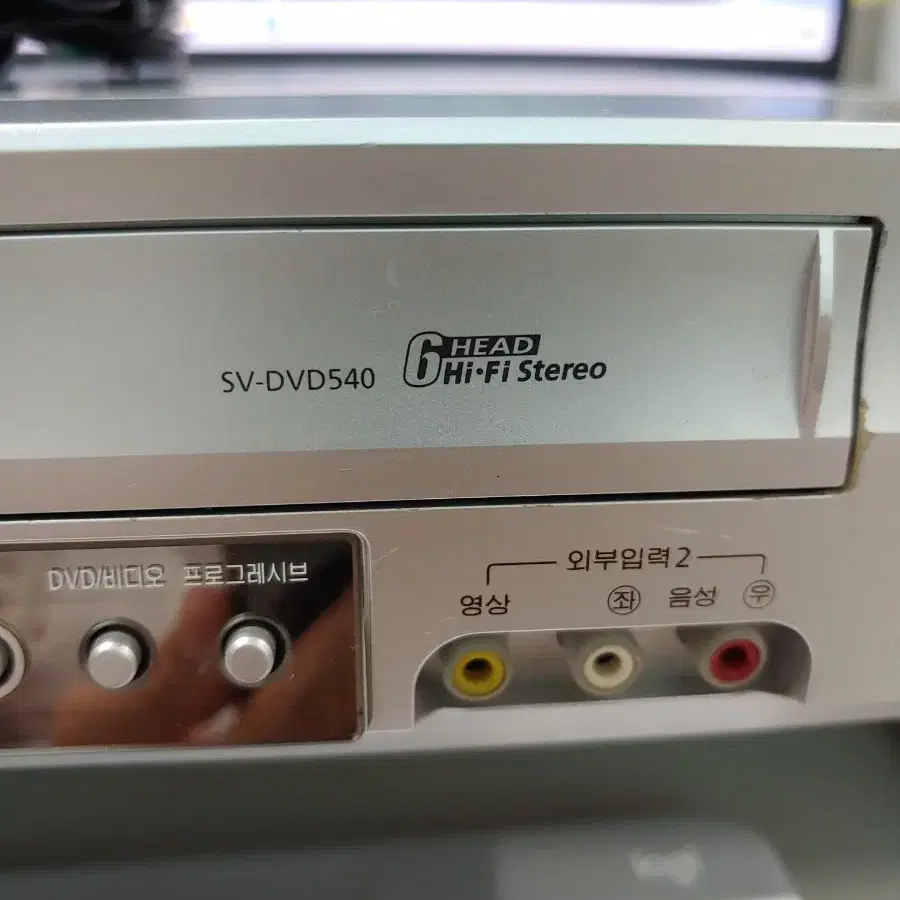 SV-DVD540
6 HEAD
Hi·Fi Stereo
DVD/비디오 프로그레시브
외부입력2
영상 좌 음성 우